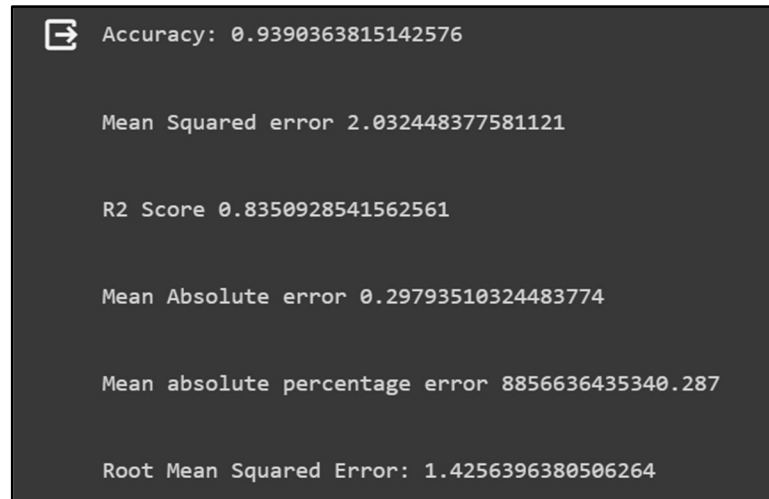 Accuracy: 0.9390363815142576
Mean Squared error 2.032448377581121
R2 Score 0.8350928541562561
Mean Absolute error 0.29793510324483774
Mean absolute percentage error 8856636435340.287
Root Mean Squared Error: 1.4256396380506264